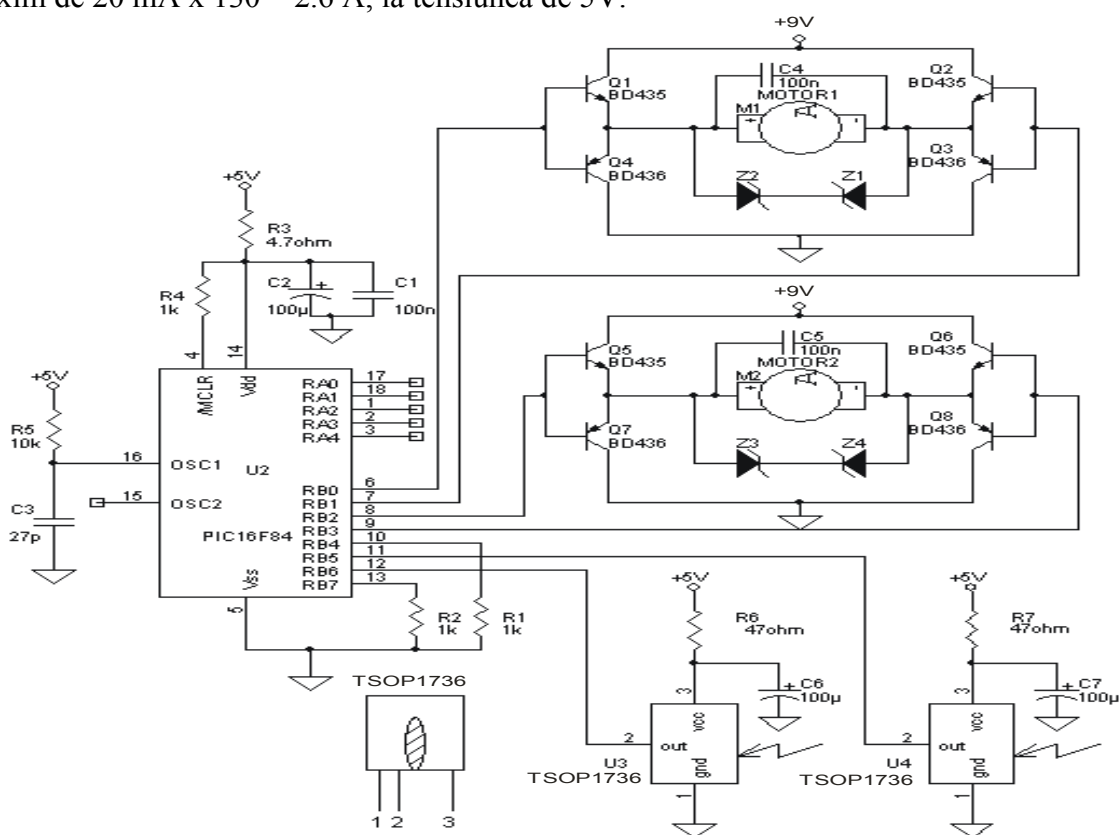 xim de 20 mA x 130 = 2.6 A, la tensiunea de 5V.
+9V
Q1
BD435
C4
100n
MOTOR1
M1
+
-
Q2
BD435
Q4
BD436
Z2
Z1
Q3
BD436
+5V
R3
4.7ohm
R4
1k
C2
+
100µ
C1
100n
+9V
Q5
BD435
C5
100n
MOTOR2
M2
+
-
Q6
BD435
Q7
BD436
Z3
Z4
Q8
BD436
4
14
/MCLR
Vdd
+5V
R5
10k
16
OSC1
15
OSC2
C3
27p
U2
PIC16F84
Vss
5
RA0 17
RA1 18
RA2 1
RA3 2
RA4 3
RB0 6
RB1 7
RB2 8
RB3 9
RB4 10
RB5 11
RB6 12
RB7 13
R2
1k
R1
1k
+5V
R6
47ohm
C6
+
100µ
3
vcc
2
out
gnd
1
U3
TSOP1736
+5V
R7
47ohm
C7
+
100µ
3
vcc
2
out
gnd
1
U4
TSOP1736
TSOP1736
1 2 3